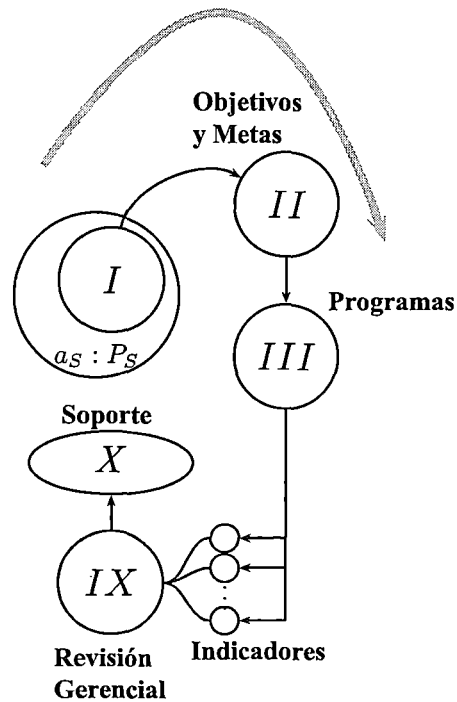 Objetivos
y Metas
II
I
a_S : P_S
Programas
III
Soporte
X
IX
Indicadores
Revisión
Gerencial